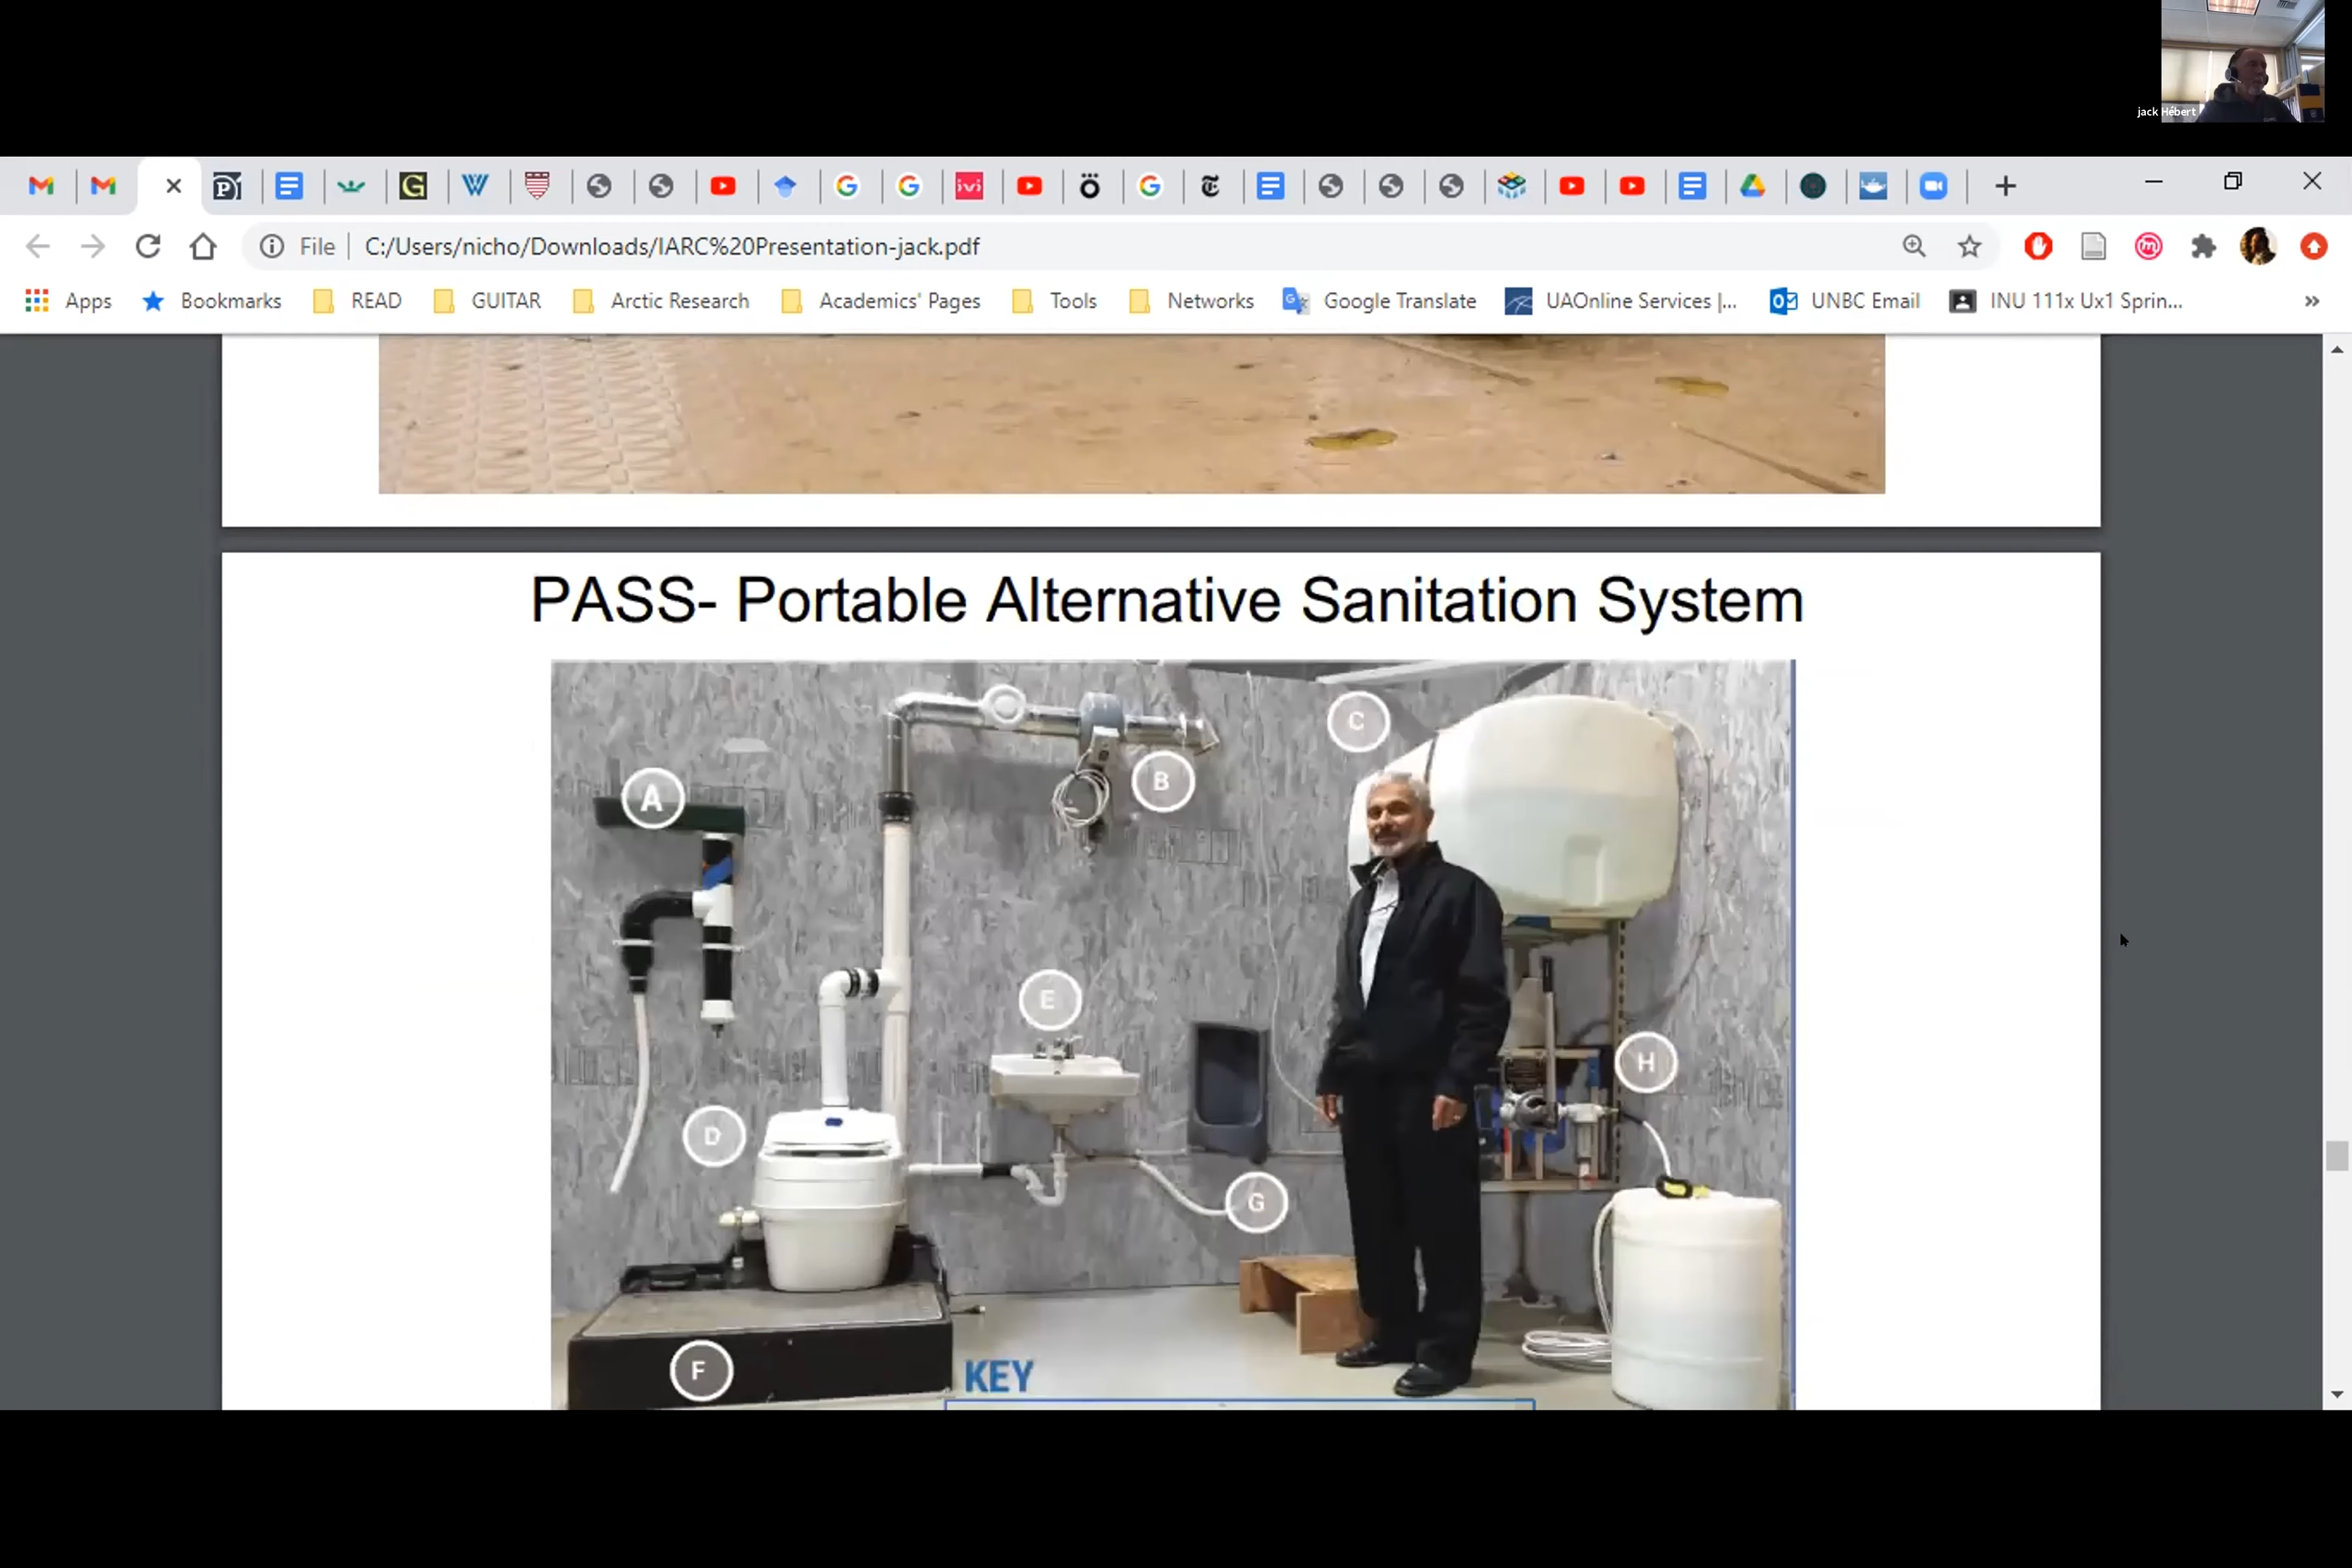 jack Hébert
File
C:/Users/nicho/Downloads/IARC%20Presentation-jack.pdf
Apps
Bookmarks
READ
GUITAR
Arctic Research
Academics' Pages
Tools
Networks
Google Translate
UAOnline Services |...
UNBC Email
INU 111x Ux1 Sprin...
»
PASS- Portable Alternative Sanitation System
A
B
C
D
E
F
G
H
KEY